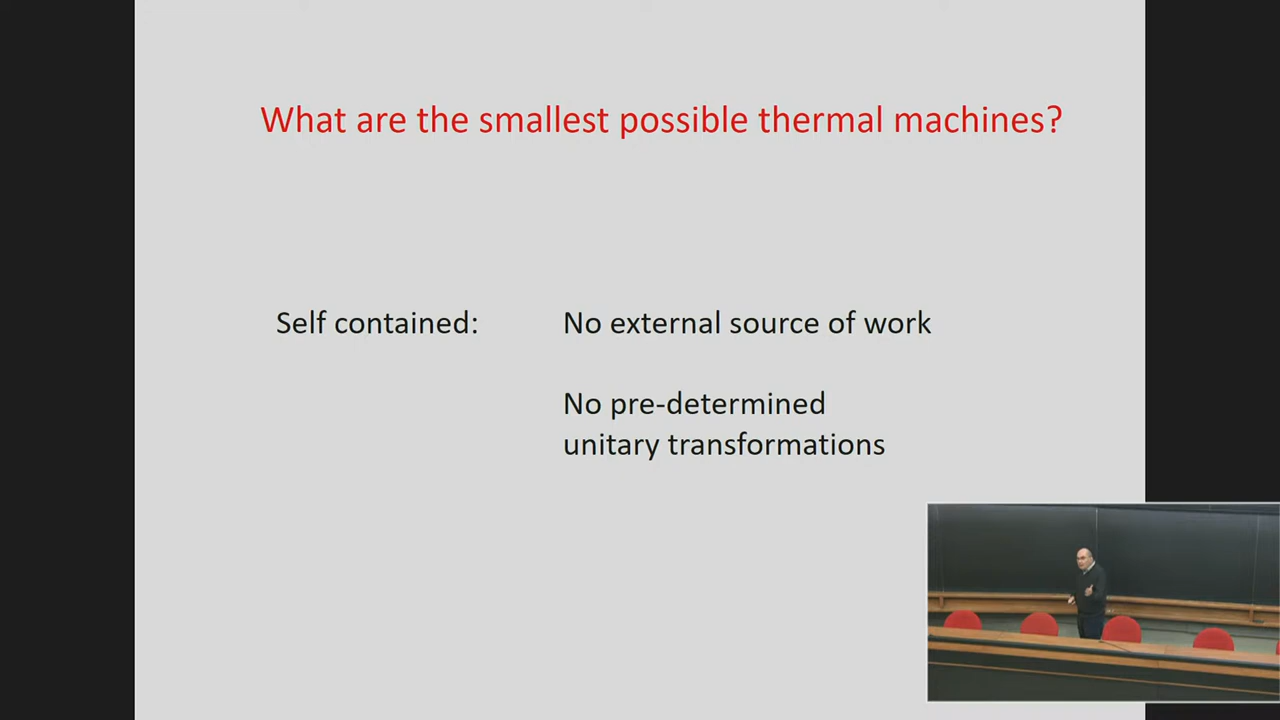 What are the smallest possible thermal machines?
Self contained: No external source of work
No pre-determined
unitary transformations